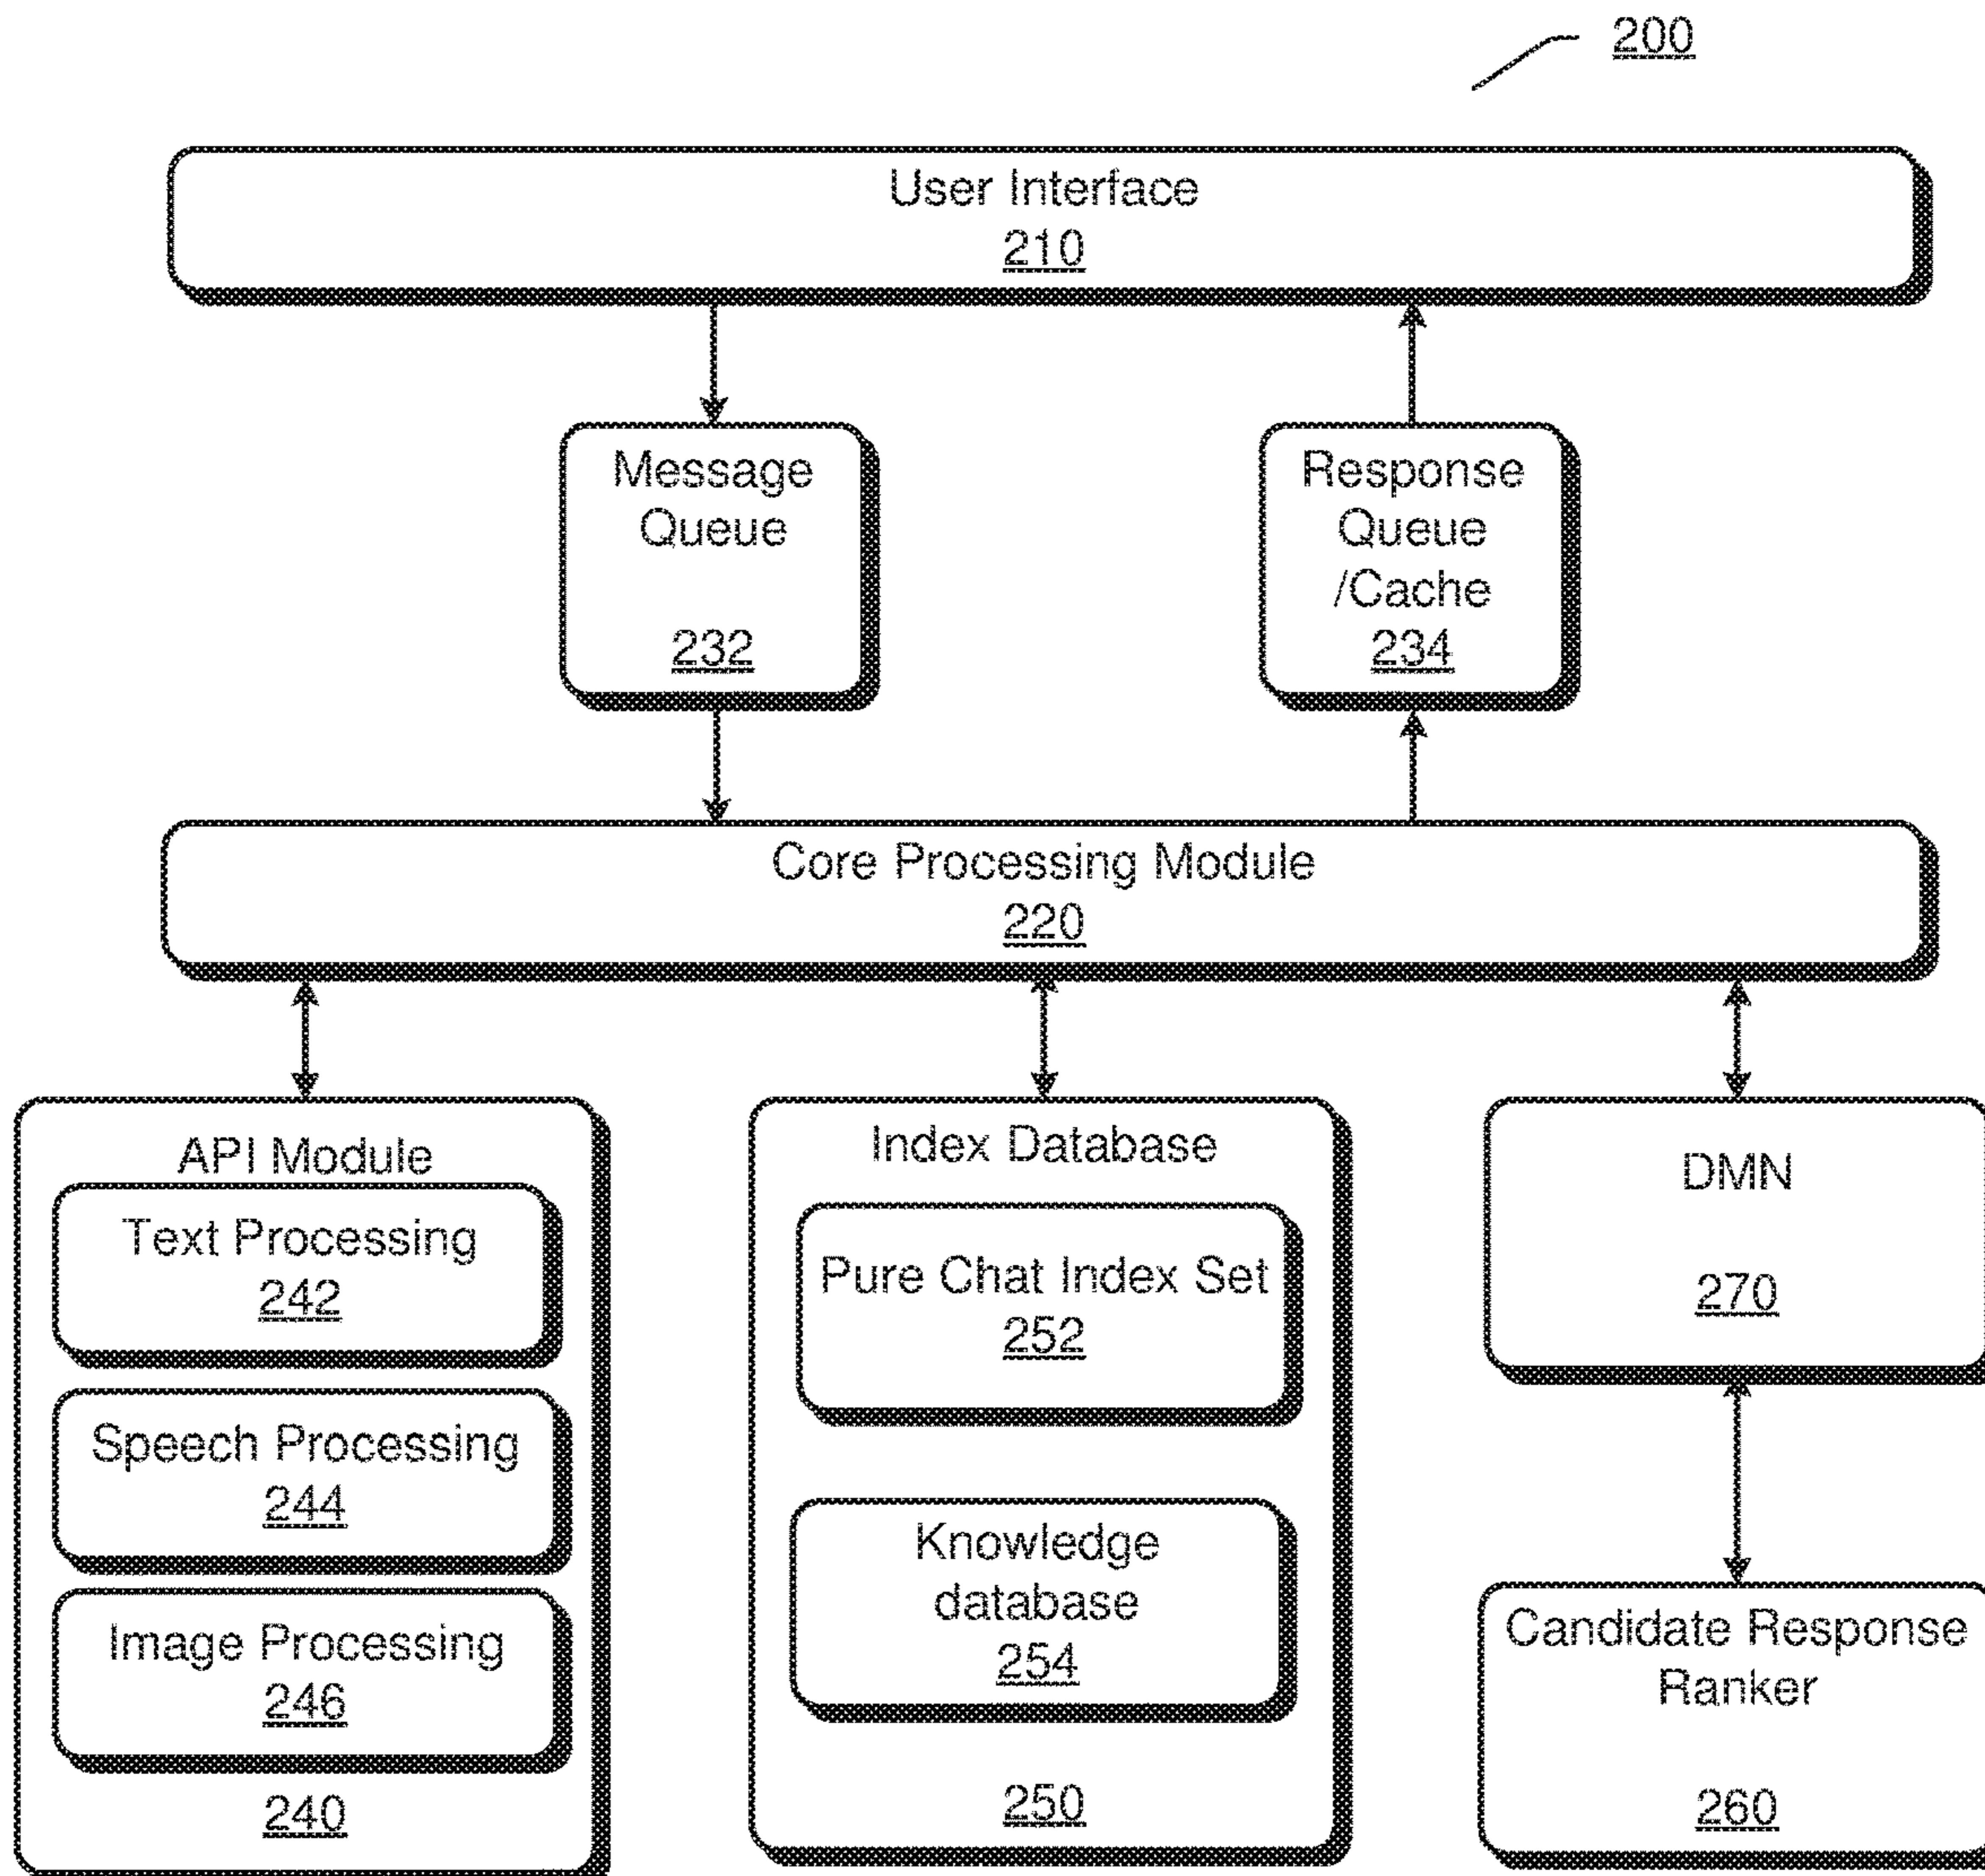 200
User Interface
210
Message
Queue
232
Response
Queue
/Cache
234
Core Processing Module
220
API Module
Text Processing
242
Speech Processing
244
Image Processing
246
240
Index Database
Pure Chat Index Set
252
Knowledge
database
254
250
DMN
270
Candidate Response
Ranker
260